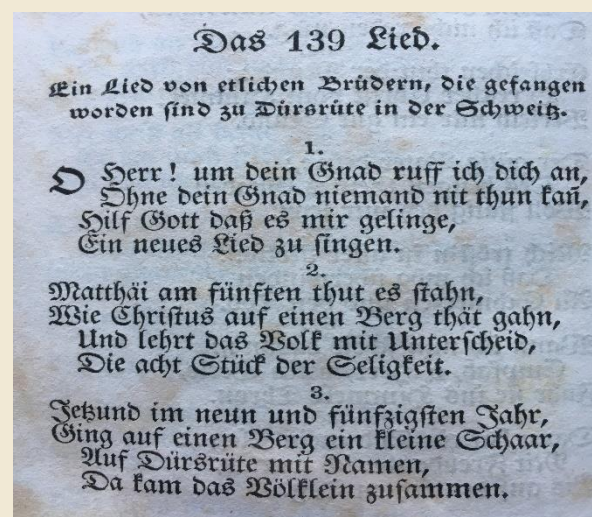 Das 139 Lied.
Ein Lied von etlichen Brüdern, die gefangen
worden sind zu Dürsrüte in der Schweitz.
1.
O Herr! um dein Gnad ruff ich dich an,
Ohne dein Gnad niemand nit thun kañ,
Hilf Gott daß es mir gelinge,
Ein neues Lied zu singen.
2.
Matthäi am fünften thut es stahn,
Wie Christus auf einen Berg thät gahn,
Und lehrt das Volk mit Unterscheid,
Die acht Stück der Seligkeit.
3.
Jetzund im neun und fünfzigsten Jahr,
Ging auf einen Berg ein kleine Schaar,
Auf Dürsrüte mit Namen,
Da kam das Völklein zusammen.